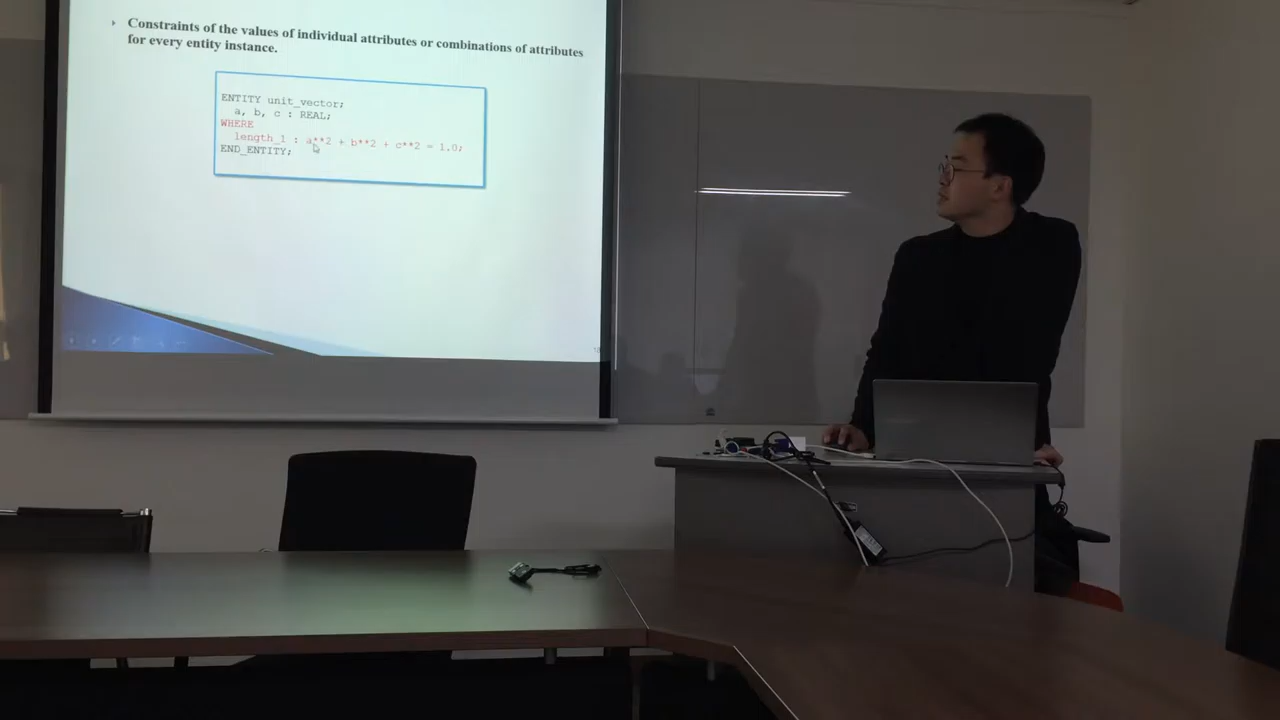 Constraints of the values of individual attributes or combinations of attributes
for every entity instance.
ENTITY unit_vector;
a, b, c : REAL;
WHERE
length_1 : a**2 + b**2 + c**2 = 1.0;
END_ENTITY;